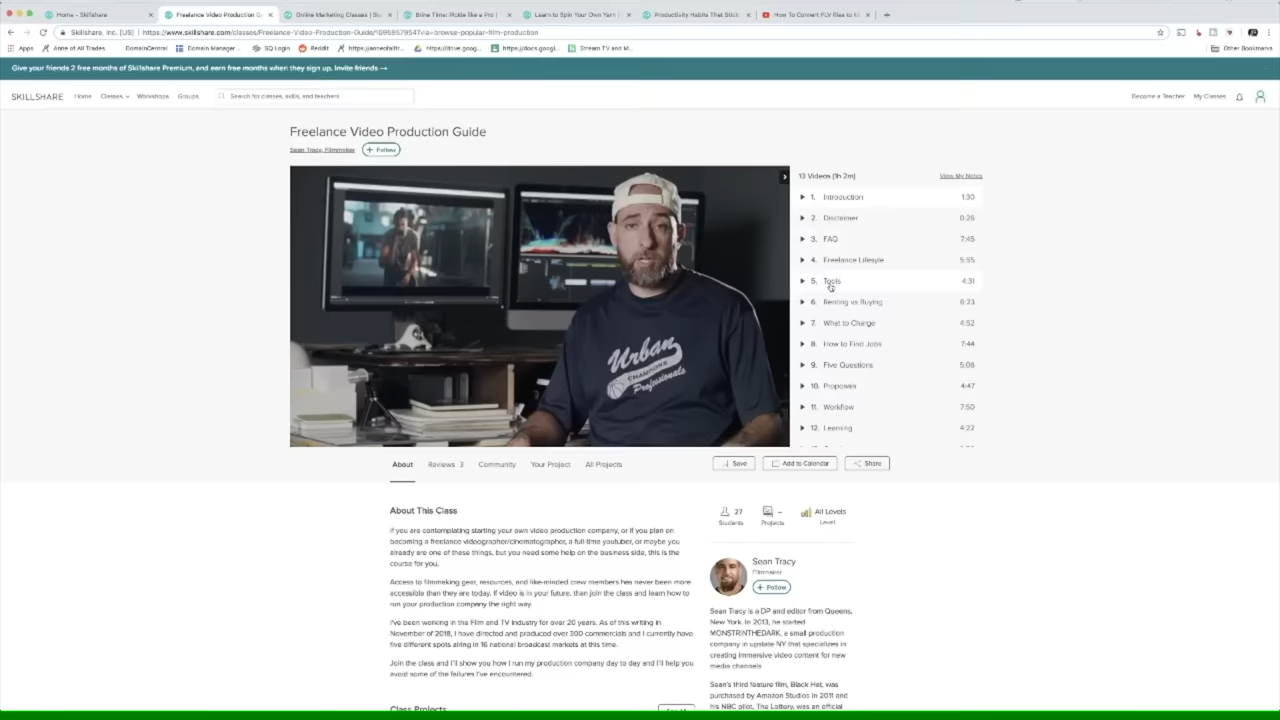 Home - Skillshare
Freelance Video Production G
Online Marketing Classes | St
Brine Time: Pickle like a Pro |
Learn to Spin Your Own Yarn |
Productivity Habits That Stick
How To Convert FLV files to
Skillshare, Inc. [US] | https://www.skillshare.com/classes/Freelance-Video-Production-Guide/
Apps
Anne of All Trades
DomainCentral
Domain Manager...
SQ Login
Reddit
https://drive.goog...
https://docs.googl...
Stream TV and M...
Other Bookmarks
Give your friends 2 free months of Skillshare Premium, and earn free months when they sign up. Invite friends →
SKILLSHARE Home Classes Workshops Groups Search for classes, skills, and teachers Become a Teacher My Classes
Freelance Video Production Guide
Sean Tracy, Filmmaker + Follow
Urban
CHAMPIONS
Professionals
13 Videos (1h 2m) View My Notes
1. Introduction 1:30
2. Disclaimer 0:26
3. FAQ 7:45
4. Freelance Lifesyle 5:55
5. Tools 4:31
6. Renting vs Buying 6:23
7. What to Charge 4:52
8. How to Find Jobs 7:44
9. Five Questions 5:08
10. Proposals 4:47
11. Workflow 7:50
12. Learning 4:22
About Reviews 3 Community Your Project All Projects Save Add to Calendar Share
About This Class
If you are contemplating starting your own video production company, or if you plan on
becoming a freelance videographer/cinematographer, a full-time youtuber, or maybe you
already are one of these things, but you need some help on the business side, this is the
course for you.
Access to filmmaking gear, resources, and like-minded crew members has never been more
accessible than they are today. If video is in your future, then join the class and learn how to
run your production company the right way.
I've been working in the Film and TV industry for over 20 years. As of this writing in
November of 2018, I have directed and produced over 300 commercials and I currently have
five different spots airing in 16 national broadcast markets at this time.
Join the class and I'll show you how I run my production company day to day and I'll help you
avoid some of the failures I've encountered.
Class Projects
27 - All Levels
Students Projects Level
Sean Tracy
Filmmaker
+ Follow
Sean Tracy is a DP and editor from Queens,
New York. In 2013, he started
MONSTRINTHEDARK, a small production
company in upstate NY that specializes in
creating immersive video content for new
media channels
Sean's third feature film, Black Hat, was
purchased by Amazon Studios in 2011 and
his NBC pilot, The Lottery, was an official